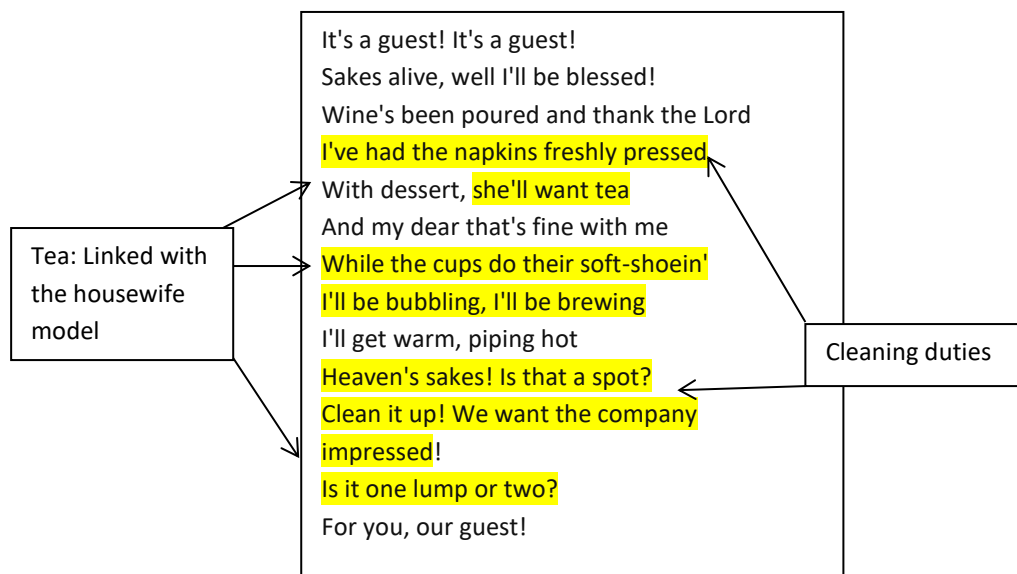 It's a guest! It's a guest!
Sakes alive, well I'll be blessed!
Wine's been poured and thank the Lord
I've had the napkins freshly pressed
With dessert, she'll want tea
And my dear that's fine with me
While the cups do their soft-shoein'
I'll be bubbling, I'll be brewing
I'll get warm, piping hot
Heaven's sakes! Is that a spot?
Clean it up! We want the company
impressed!
Is it one lump or two?
For you, our guest!
Tea: Linked with
the housewife
model
Cleaning duties